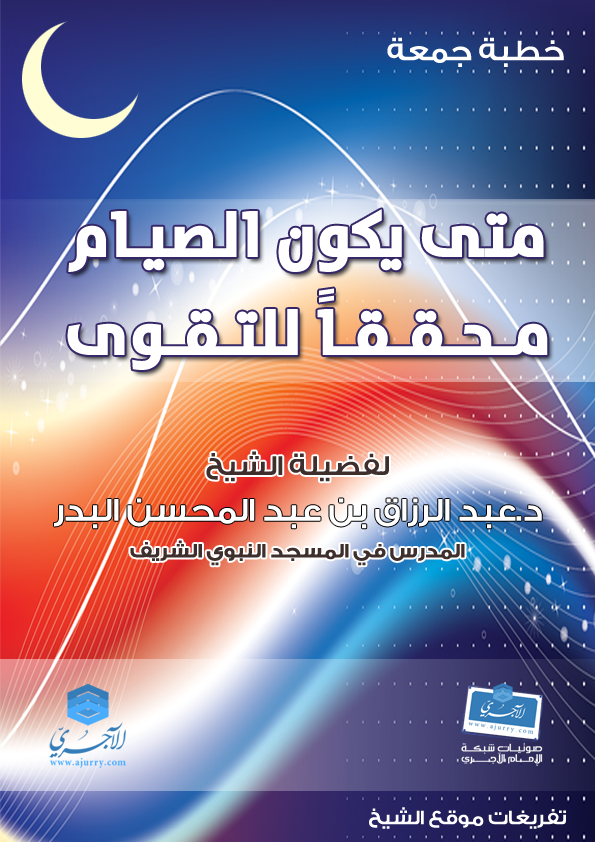 خطبة جمعة
متى يكون الصيام
محققاً للتقوى
لفضيلة الشيخ
د.عبد الرزاق بن عبد المحسن البدر
المدرس في المسجد النبوي الشريف
الآجري
www.ajurry.com
الآجري
www.ajurry.com
صوتيات شبكة
الإمام الآجري
تفريغات موقع الشيخ